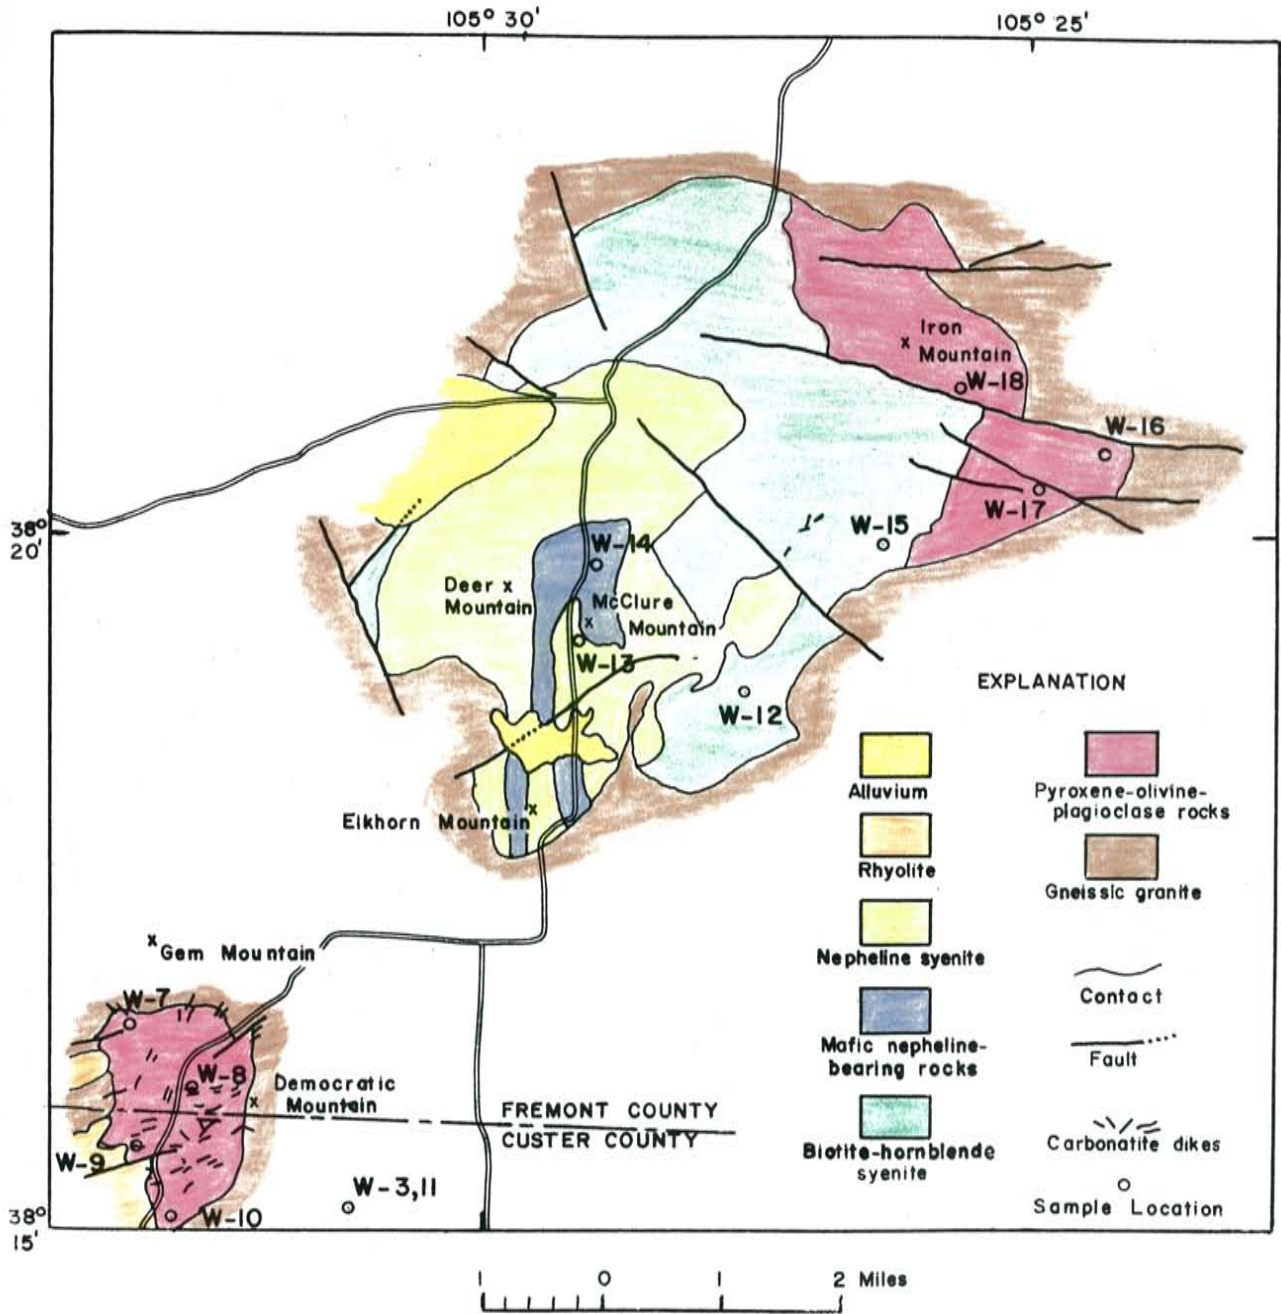 105° 30'
105° 25'
Iron
Mountain
W-18
W-16
W-17
38°
20'
W-15
W-14
Deer
Mountain
McClure
Mountain
W-13
W-12
EXPLANATION
Alluvium
Pyroxene-olivine-
plagioclase rocks
Elkhorn Mountain
Rhyolite
Gneissic granite
Nepheline syenite
Gem Mountain
Contact
W-7
Mafic nepheline-
bearing rocks
Fault
W-8
Democratic
Mountain
FREMONT COUNTY
CUSTER COUNTY
Carbonatite dikes
Biotite-hornblende
syenite
W-9
W-3,11
Sample Location
W-10
38°
15'
1 0 1 2 Miles